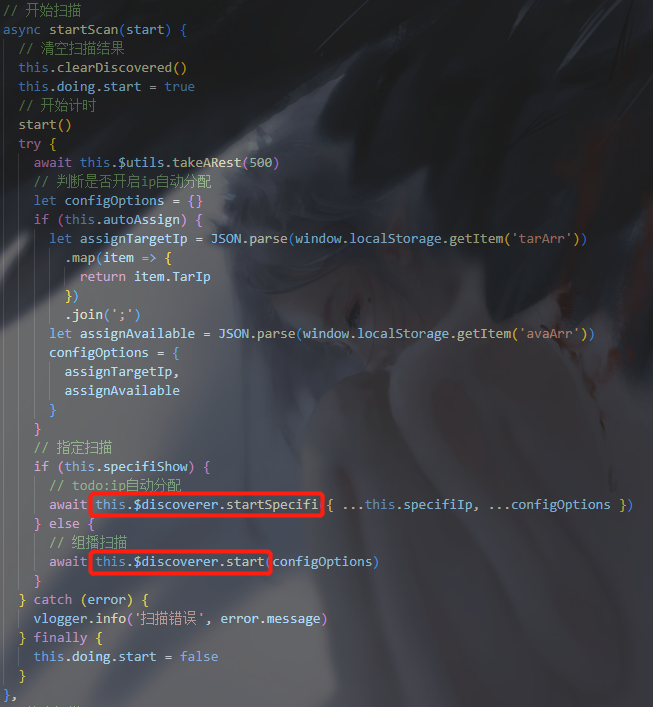 // 开始扫描
async startScan(start) {
  // 清空扫描结果
  this.clearDiscovered()
  this.doing.start = true
  // 开始计时
  start()
  try {
    await this.$utils.takeARest(500)
    // 判断是否开启ip自动分配
    let configOptions = {}
    if (this.autoAssign) {
      let assignTargetIp = JSON.parse(window.localStorage.getItem('tarArr'))
        .map(item => {
          return item.TarIp
        })
        .join(';')
      let assignAvailable = JSON.parse(window.localStorage.getItem('avaArr'))
      configOptions = {
        assignTargetIp,
        assignAvailable
      }
    }
    // 指定扫描
    if (this.specifiShow) {
      // todo:ip自动分配
      await this.$discoverer.startSpecifi { ...this.specifiIp, ...configOptions })
    } else {
      // 组播扫描
      await this.$discoverer.start(configOptions)
    }
  } catch (error) {
    vlogger.info('扫描错误', error.message)
  } finally {
    this.doing.start = false
  }
},